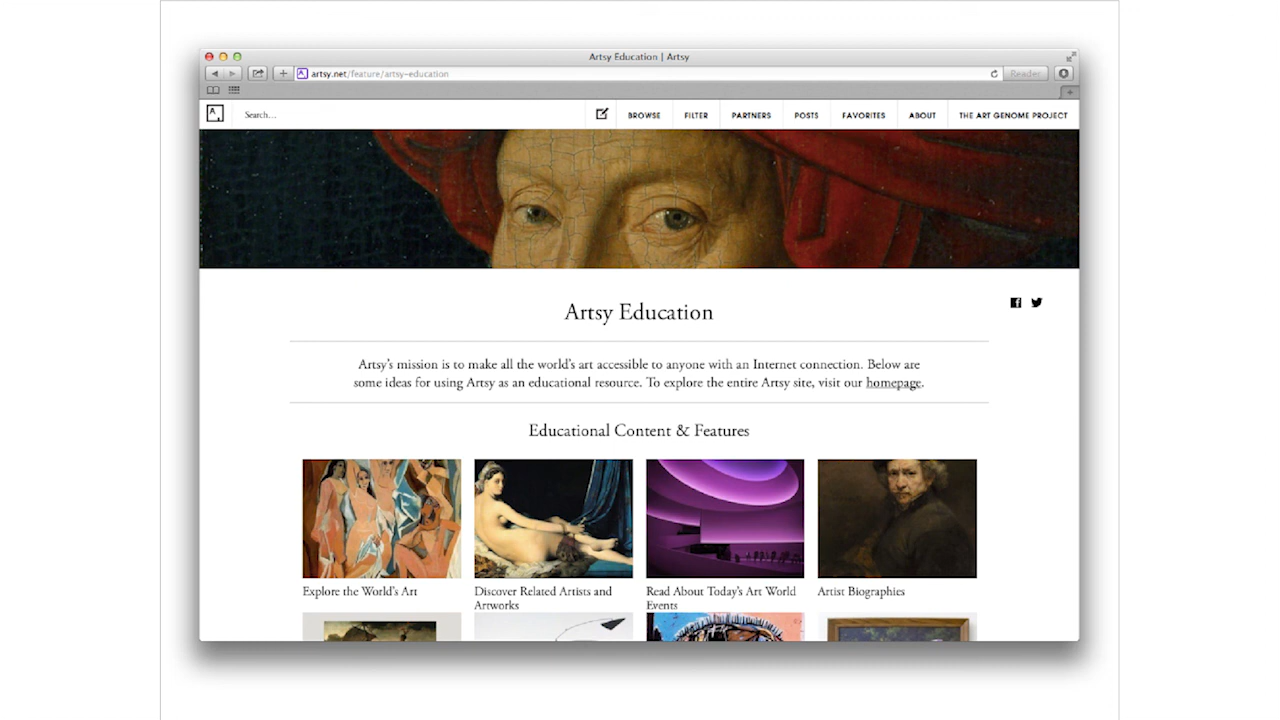 Artsy Education | Artsy
artsy.net/feature/artsy-education
Reader
A
Search...
BROWSE
FILTER
PARTNERS
POSTS
FAVORITES
ABOUT
THE ART GENOME PROJECT
Artsy Education
Artsy's mission is to make all the world's art accessible to anyone with an Internet connection. Below are
some ideas for using Artsy as an educational resource. To explore the entire Artsy site, visit our homepage.
Educational Content & Features
Explore the World's Art
Discover Related Artists and
Artworks
Read About Today's Art World
Events
Artist Biographies